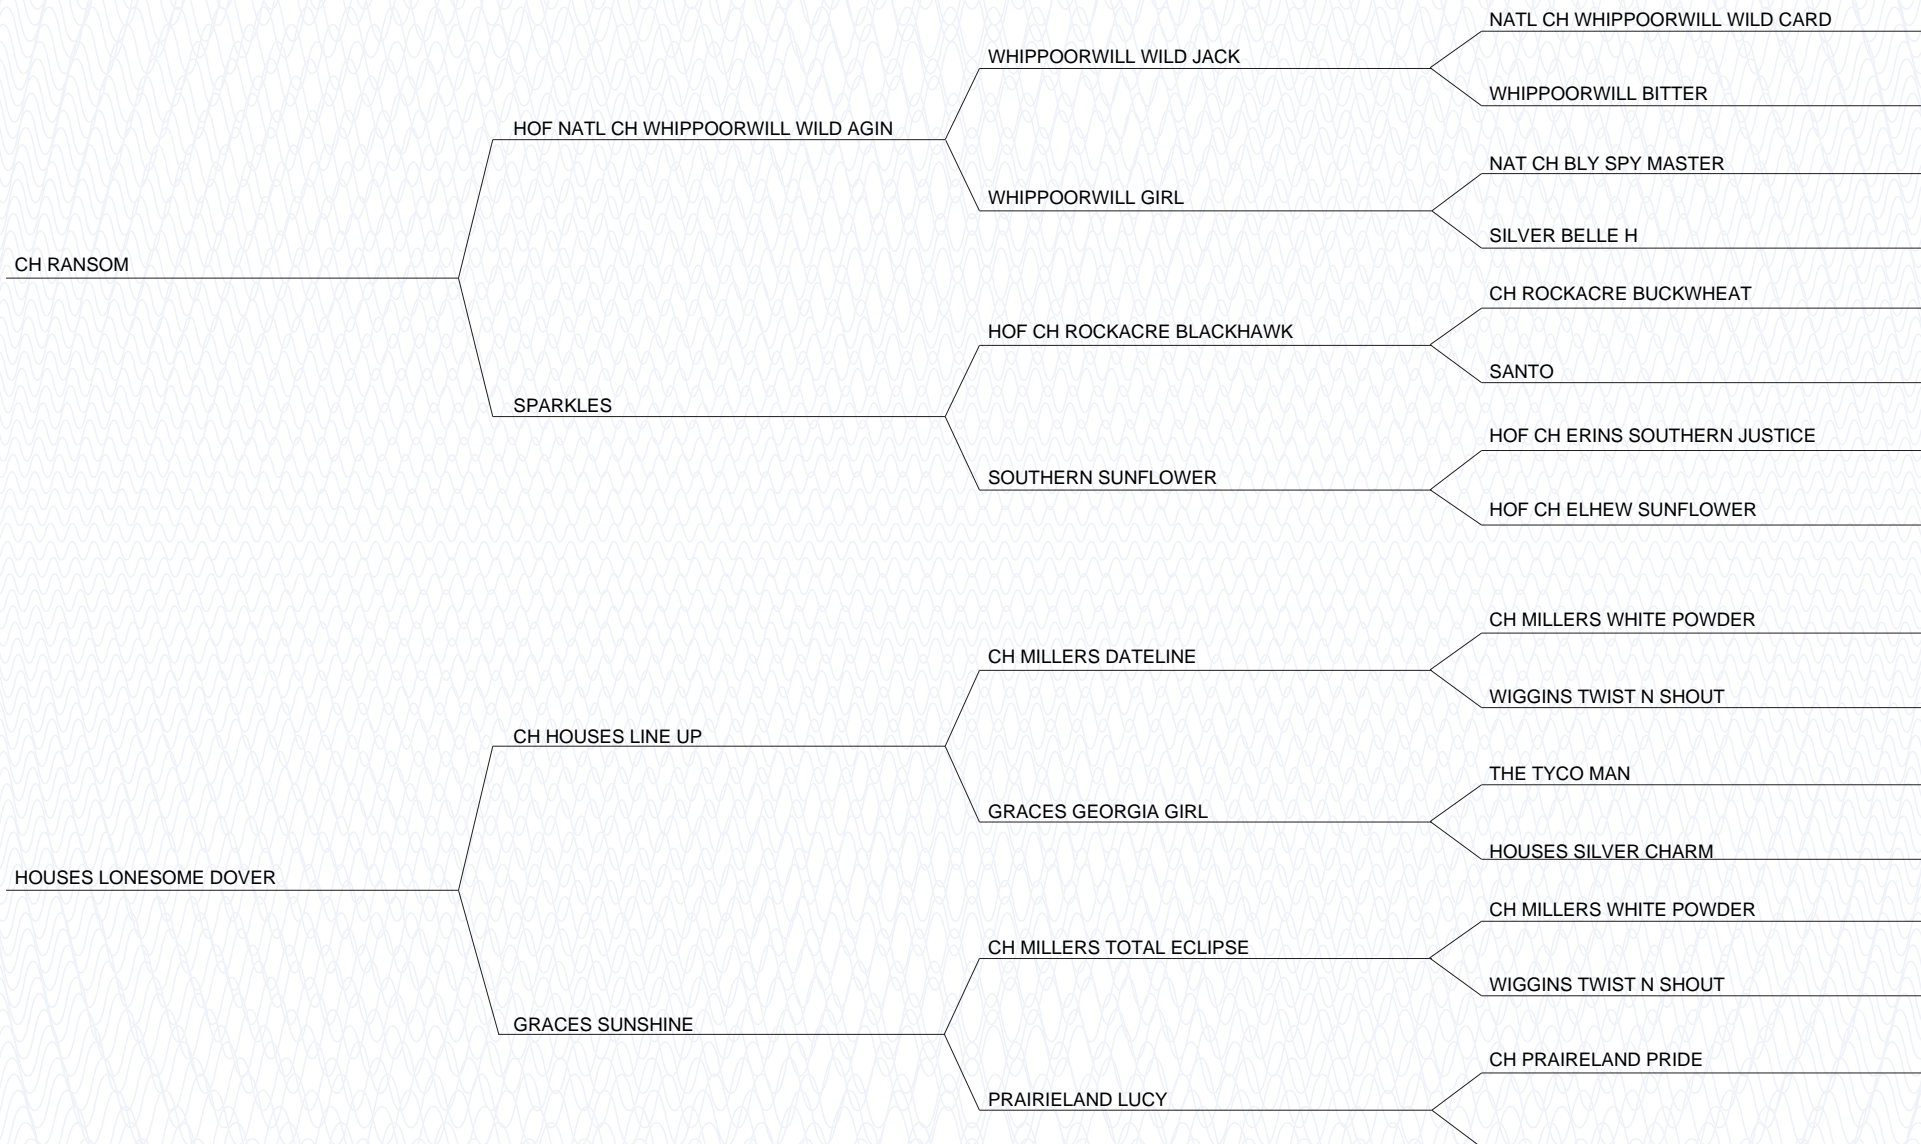 NATL CH WHIPPOORWILL WILD CARD
WHIPPOORWILL WILD JACK
WHIPPOORWILL BITTER
HOF NATL CH WHIPPOORWILL WILD AGIN
NAT CH BLY SPY MASTER
WHIPPOORWILL GIRL
SILVER BELLE H
CH RANSOM
CH ROCKACRE BUCKWHEAT
HOF CH ROCKACRE BLACKHAWK
SANTO
SPARKLES
HOF CH ERINS SOUTHERN JUSTICE
SOUTHERN SUNFLOWER
HOF CH ELHEW SUNFLOWER
CH MILLERS WHITE POWDER
CH MILLERS DATELINE
WIGGINS TWIST N SHOUT
CH HOUSES LINE UP
THE TYCO MAN
GRACES GEORGIA GIRL
HOUSES SILVER CHARM
HOUSES LONESOME DOVER
CH MILLERS WHITE POWDER
CH MILLERS TOTAL ECLIPSE
WIGGINS TWIST N SHOUT
GRACES SUNSHINE
CH PRAIRELAND PRIDE
PRAIRIELAND LUCY